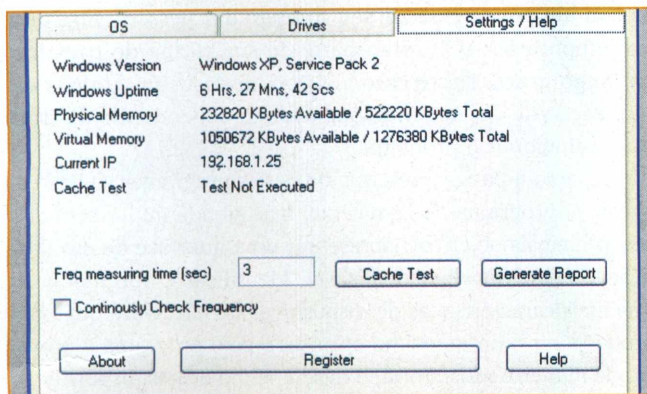 OS Drives Settings / Help
Windows Version Windows XP, Service Pack 2
Windows Uptime 6 Hrs, 27 Mns, 42 Scs
Physical Memory 232820 KBytes Available / 522220 KBytes Total
Virtual Memory 1050672 KBytes Available / 1276380 KBytes Total
Current IP 192.168.1.25
Cache Test Test Not Executed
Freq measuring time (sec) 3 Cache Test Generate Report
Continously Check Frequency
About Register Help